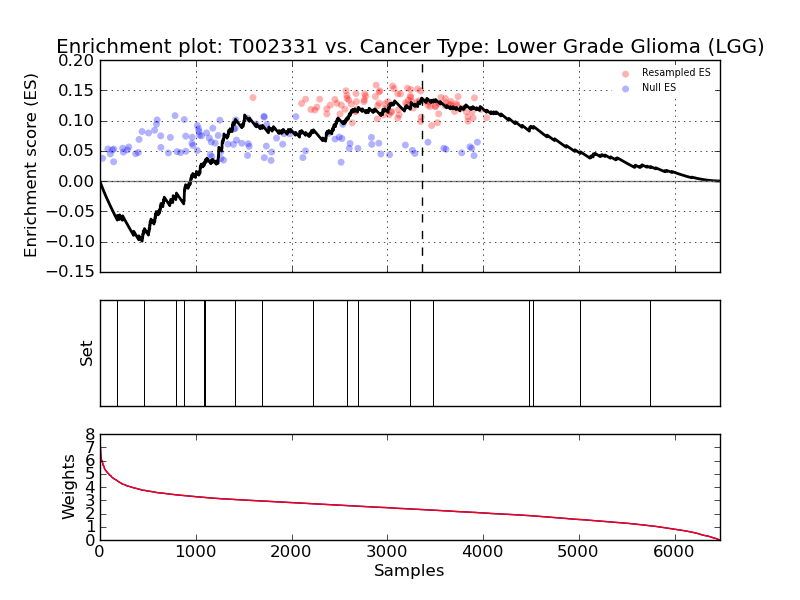 Enrichment plot: T002331 vs. Cancer Type: Lower Grade Glioma (LGG)
Enrichment score (ES)
0.20
0.15
0.10
0.05
0.00
−0.05
−0.10
−0.15
Resampled ES
Null ES
Set
Weights
8
7
6
5
4
3
2
1
0
0 1000 2000 3000 4000 5000 6000
Samples